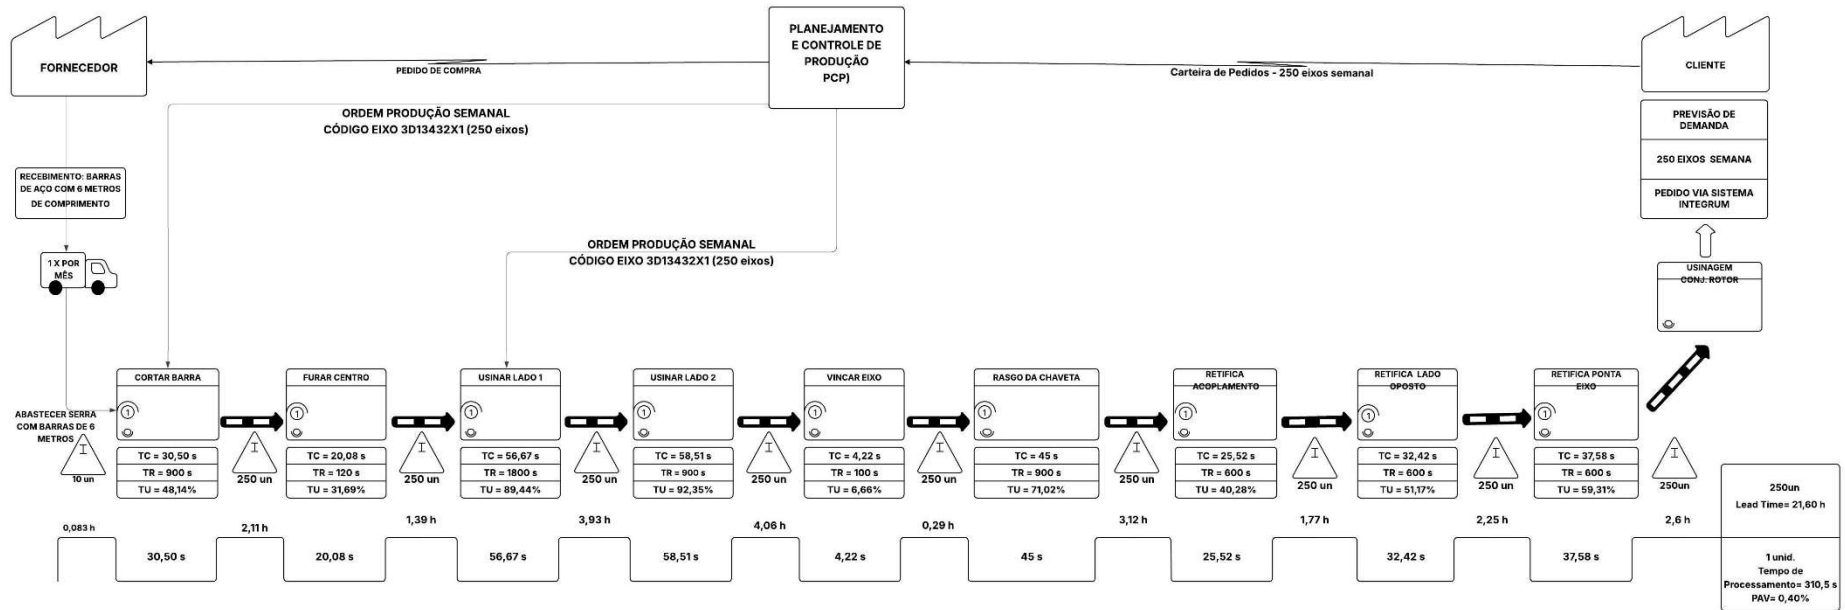 FORNECEDOR
PEDIDO DE COMPRA
PLANEJAMENTO
E CONTROLE DE
PRODUÇÃO
PCP)
Carteira de Pedidos - 250 eixos semanal
CLIENTE
PREVISÃO DE
DEMANDA
250 EIXOS SEMANA
PEDIDO VIA SISTEMA
INTEGRUM
ORDEM PRODUÇÃO SEMANAL
CÓDIGO EIXO 3D13432X1 (250 eixos)
RECEBIMENTO: BARRAS
DE AÇO COM 6 METROS
DE COMPRIMENTO
1 X POR
MÊS
ORDEM PRODUÇÃO SEMANAL
CÓDIGO EIXO 3D13432X1 (250 eixos)
USINAGEM
CONJ. ROTOR
ABASTECER SERRA
COM BARRAS DE 6
METROS
I
10 un
CORTAR BARRA
1
TC = 30,50 s
TR = 900 s
TU = 48,14%
I
250 un
FURAR CENTRO
1
TC = 20,08 s
TR = 120 s
TU = 31,69%
I
250 un
USINAR LADO 1
1
TC = 56,67 s
TR = 1800 s
TU = 89,44%
I
250 un
USINAR LADO 2
1
TC = 58,51 s
TR = 900 s
TU = 92,35%
I
250 un
VINCAR EIXO
1
TC = 4,22 s
TR = 100 s
TU = 6,66%
I
250 un
RASGO DA CHAVETA
1
TC = 45 s
TR = 900 s
TU = 71,02%
I
250 un
RETIFICA
ACOPLAMENTO
1
TC = 25,52 s
TR = 600 s
TU = 40,28%
I
250 un
RETIFICA LADO
OPOSTO
1
TC = 32,42 s
TR = 600 s
TU = 51,17%
I
250 un
RETIFICA PONTA
EIXO
1
TC = 37,58 s
TR = 600 s
TU = 59,31%
I
250un
0,083 h
30,50 s
2,11 h
20,08 s
1,39 h
56,67 s
3,93 h
58,51 s
4,06 h
4,22 s
0,29 h
45 s
3,12 h
25,52 s
1,77 h
32,42 s
2,25 h
37,58 s
2,6 h
250un
Lead Time= 21,60 h
1 unid.
Tempo de
Processamento= 310,5 s
PAV= 0,40%